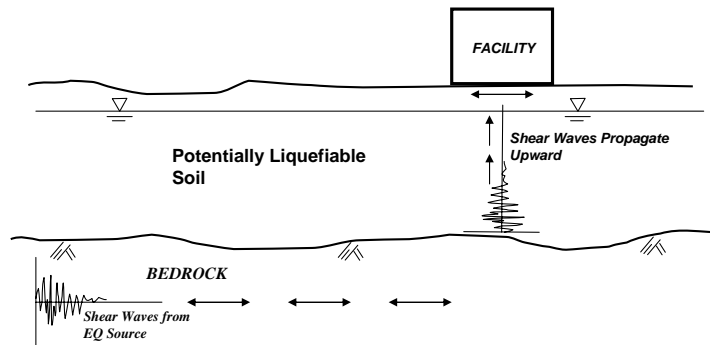 FACILITY
Shear Waves Propagate
Upward
Potentially Liquefiable
Soil
BEDROCK
Shear Waves from
EQ Source